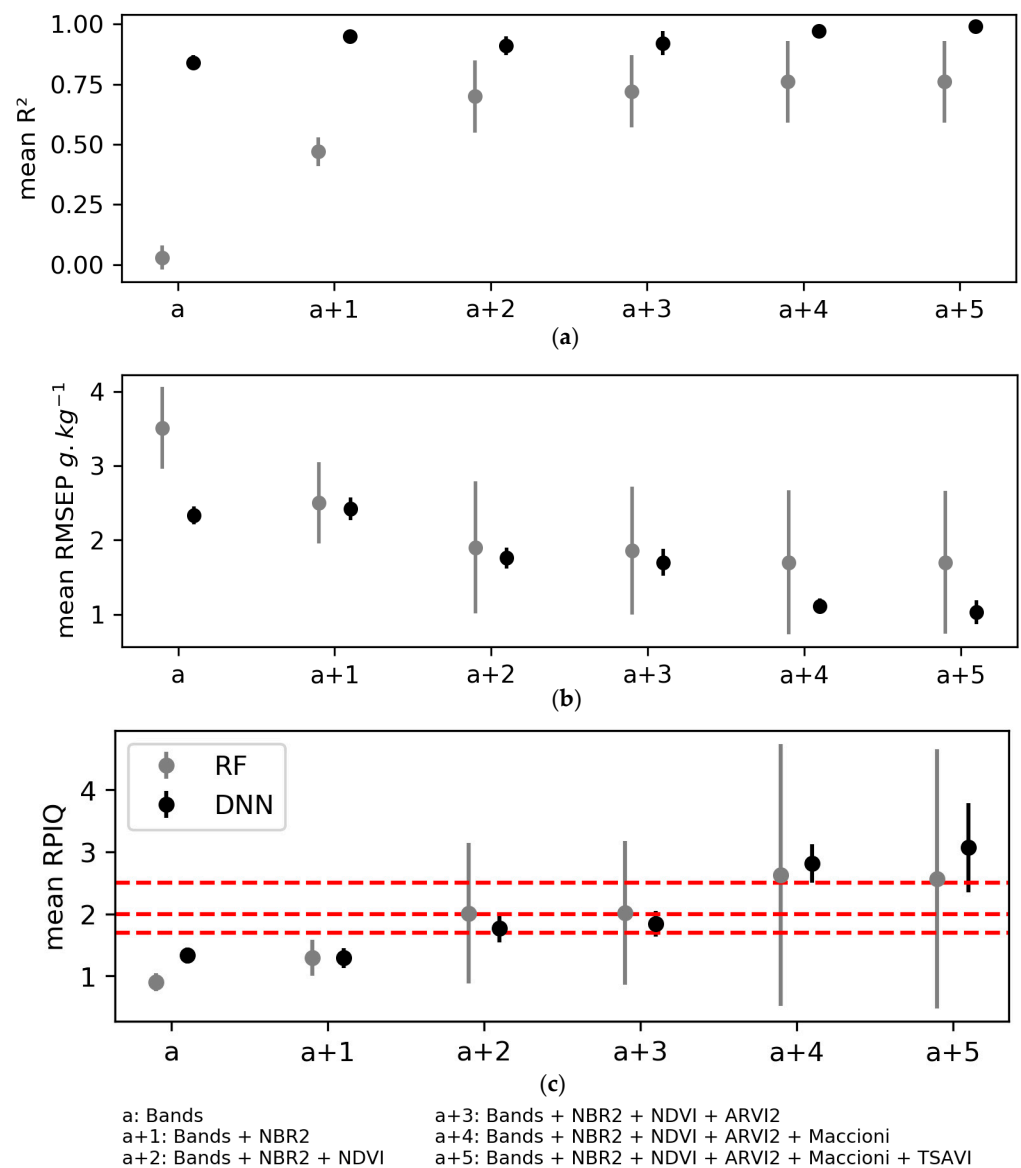 1.00
0.75
0.50
0.25
0.00
mean R²
a a+1 a+2 a+3 a+4 a+5
(a)
4
3
2
1
mean RMSEP g.kg⁻¹
a a+1 a+2 a+3 a+4 a+5
(b)
RF
DNN
4
3
2
1
mean RPIQ
a a+1 a+2 a+3 a+4 a+5
(c)
a: Bands
a+1: Bands + NBR2
a+2: Bands + NBR2 + NDVI
a+3: Bands + NBR2 + NDVI + ARVI2
a+4: Bands + NBR2 + NDVI + ARVI2 + Maccioni
a+5: Bands + NBR2 + NDVI + ARVI2 + Maccioni + TSAVI